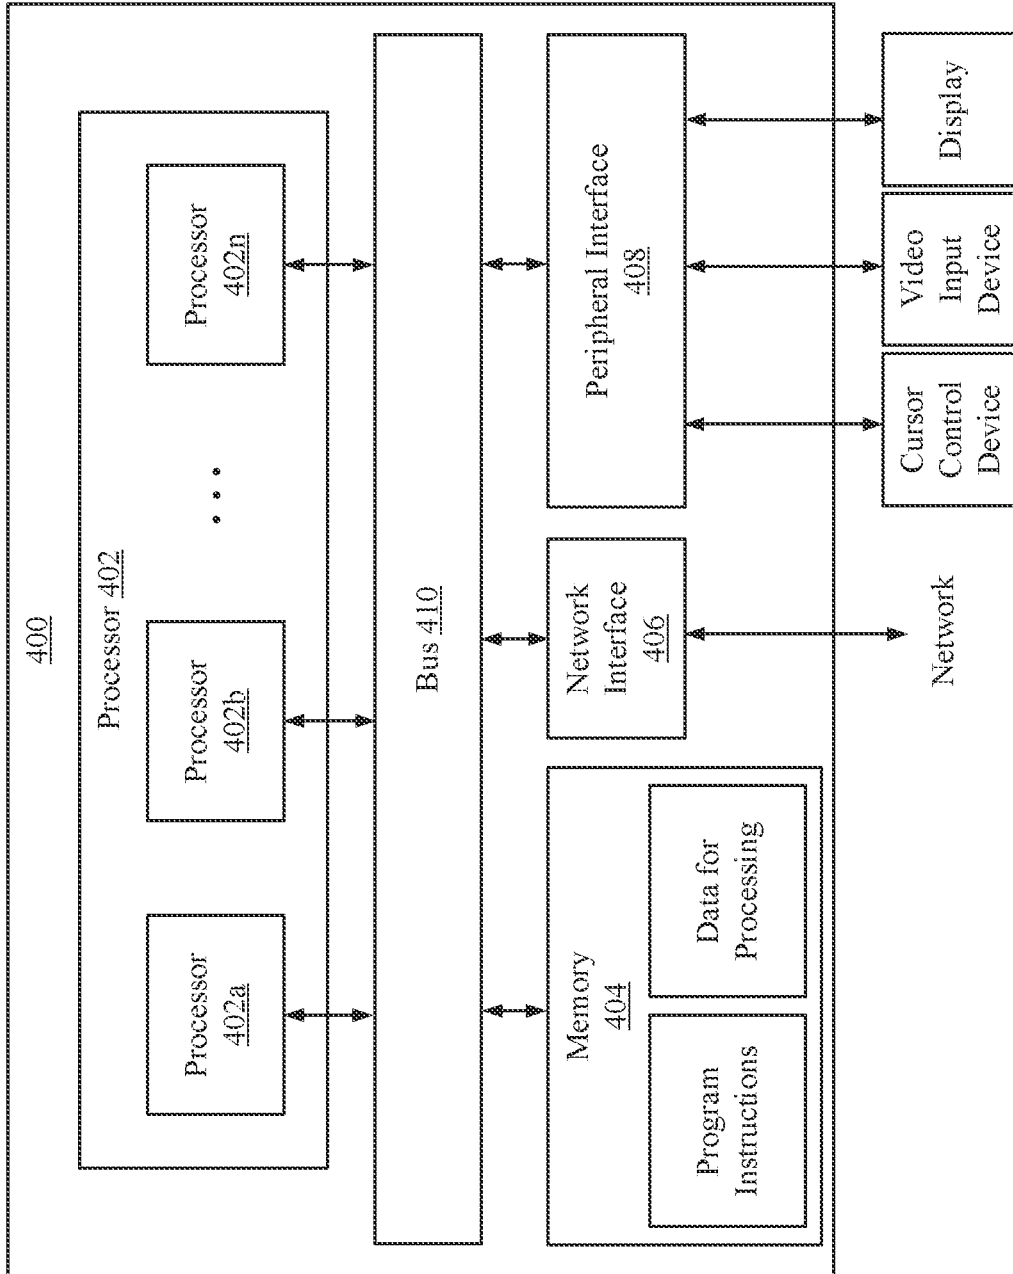 400
Processor 402
Processor
402a
Processor
402b
...
Processor
402n
Bus 410
Memory
404
Program
Instructions
Data for
Processing
Network
Interface
406
Peripheral Interface
408
Network
Cursor
Control
Device
Video
Input
Device
Display